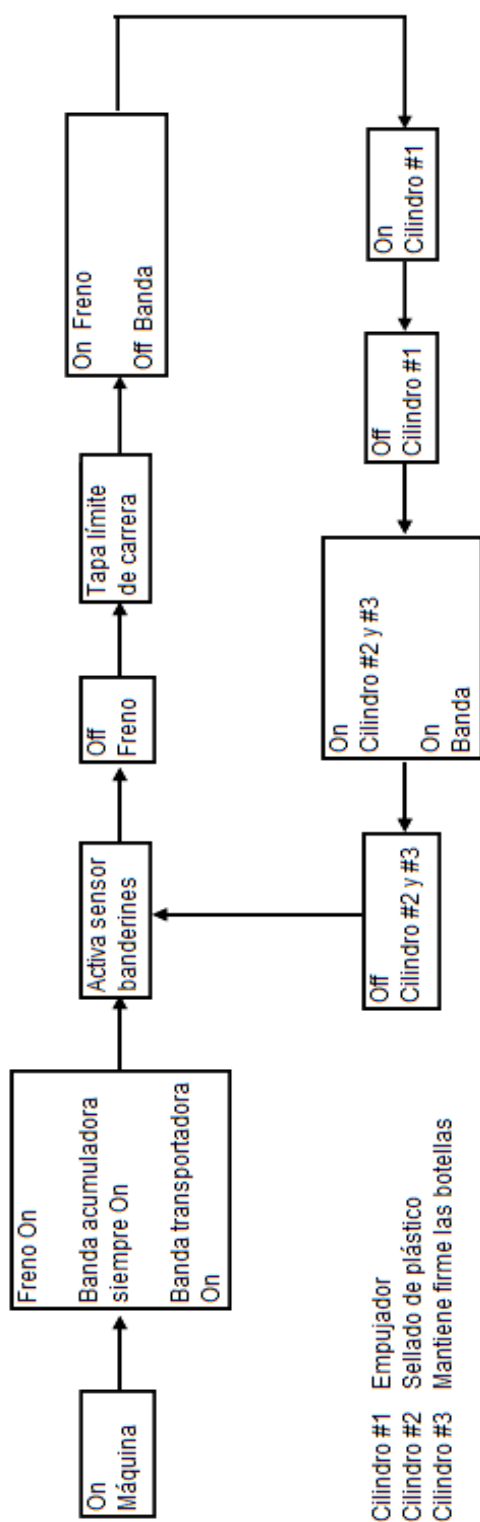 On
Máquina
Freno On
Banda acumuladora
siempre On
Banda transportadora
On
Activa sensor
banderines
Off
Freno
Tapa límite
de carrera
On Freno
Off Banda
On
Cilindro #1
Off
Cilindro #1
On
Cilindro #2 y #3
On
Banda
Off
Cilindro #2 y #3
Cilindro #1 Empujador
Cilindro #2 Sellado de plástico
Cilindro #3 Mantiene firme las botellas